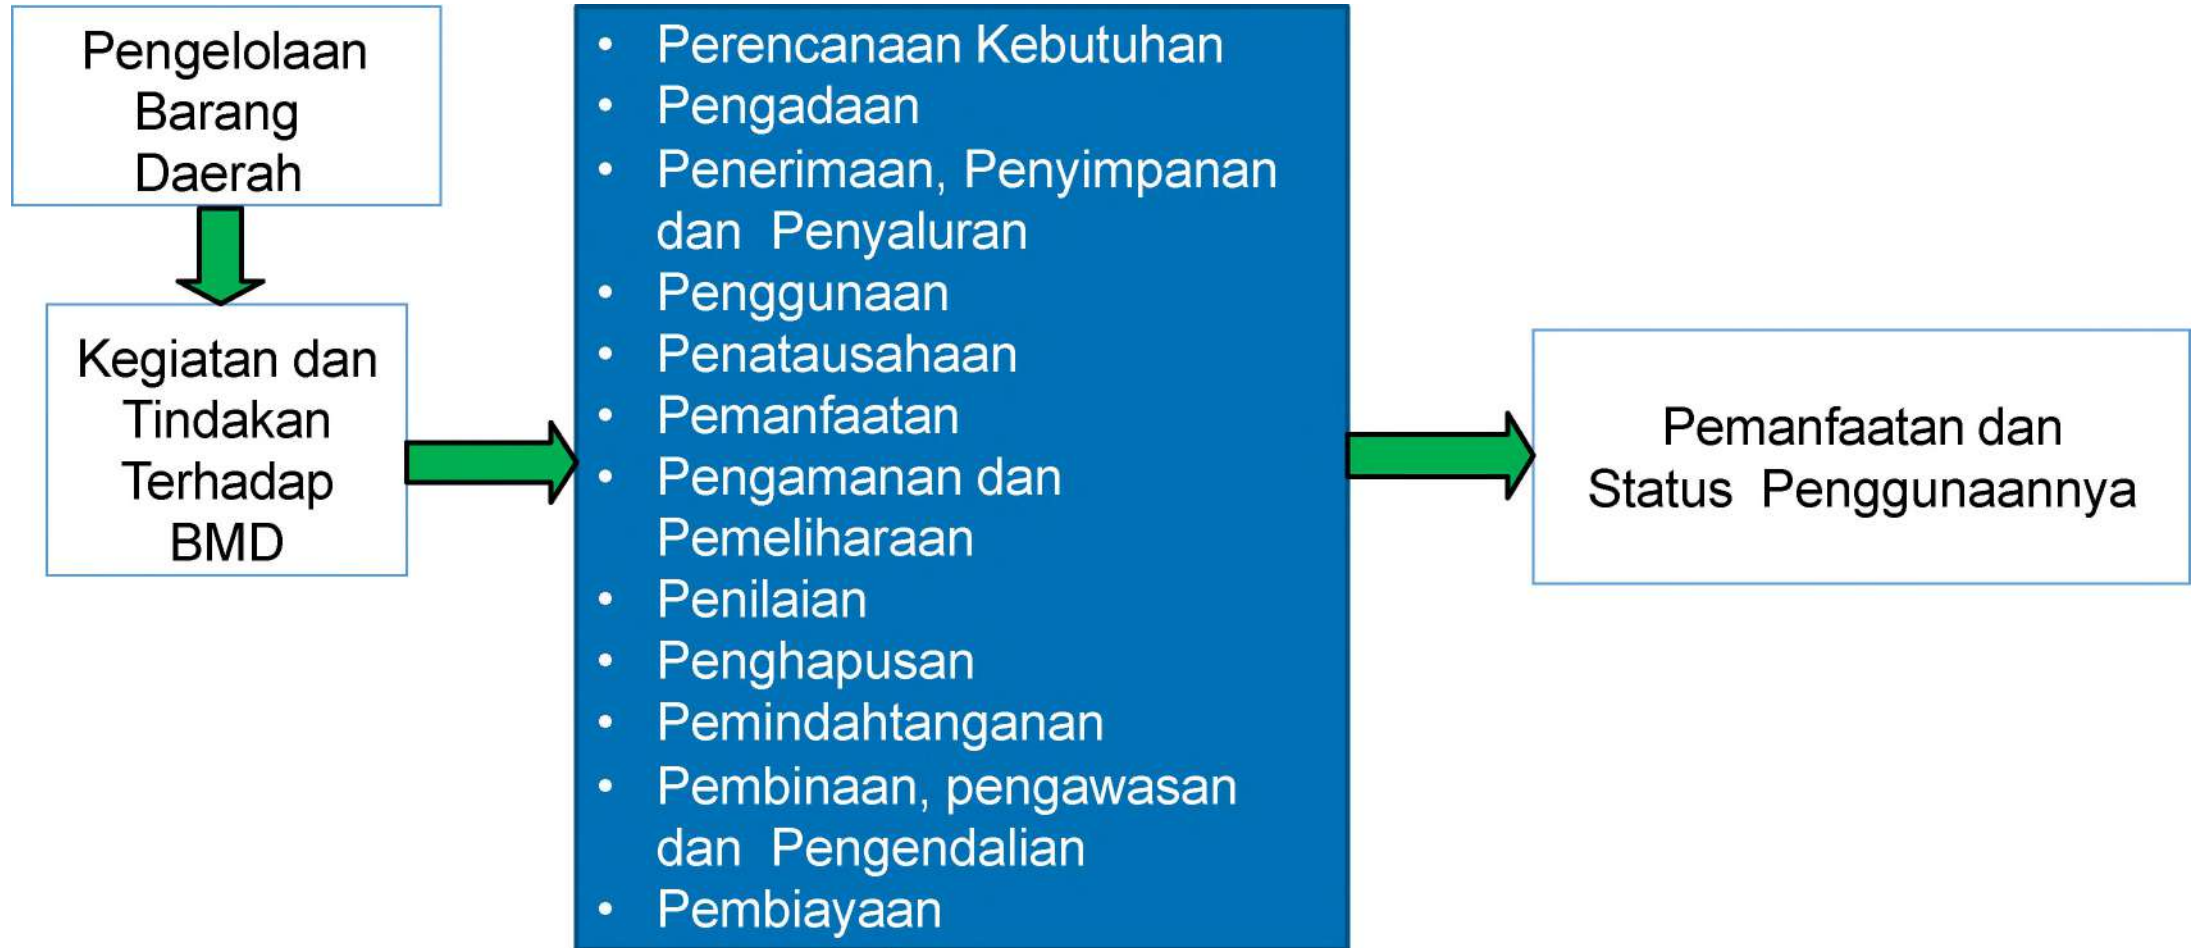 Pengelolaan
Barang
Daerah
Kegiatan dan
Tindakan
Terhadap
BMD
• Perencanaan Kebutuhan
• Pengadaan
• Penerimaan, Penyimpanan
dan Penyaluran
• Penggunaan
• Penatausahaan
• Pemanfaatan
• Pengamanan dan
Pemeliharaan
• Penilaian
• Penghapusan
• Pemindahtanganan
• Pembinaan, pengawasan
dan Pengendalian
• Pembiayaan
Pemanfaatan dan
Status Penggunaannya